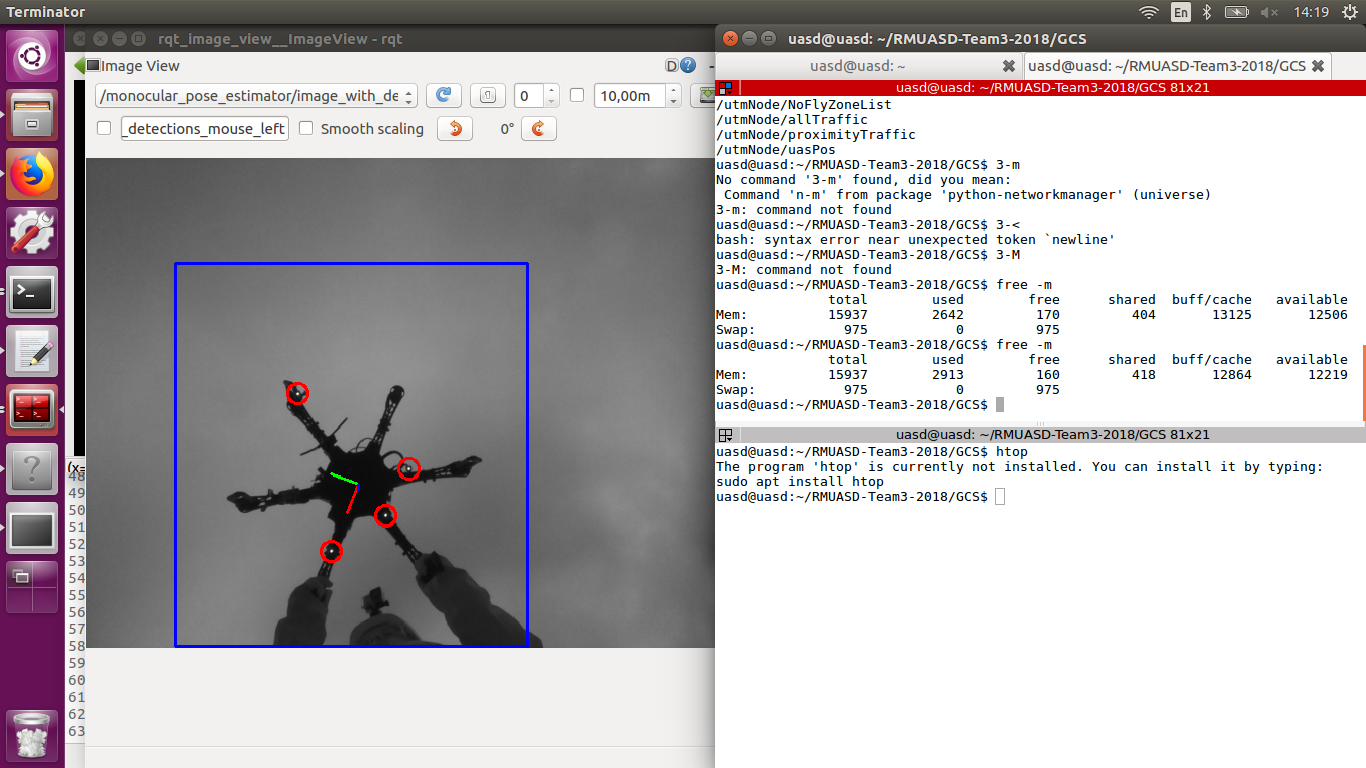 Terminator
En
14:19
rqt_image_view__ImageView - rqt
Image View
D
/monocular_pose_estimator/image_with_de
0
10,00m
_detections_mouse_left
Smooth scaling
0°
(x=
48
49
50
51
52
53
54
55
56
57
58
59
60
61
62
63
uasd@uasd: ~/RMUASD-Team3-2018/GCS
uasd@uasd: ~
uasd@uasd: ~/RMUASD-Team3-2018/GCS
uasd@uasd: ~/RMUASD-Team3-2018/GCS 81x21
/utmNode/NoFlyZoneList
/utmNode/allTraffic
/utmNode/proximityTraffic
/utmNode/uasPos
uasd@uasd:~/RMUASD-Team3-2018/GCS$ 3-m
No command '3-m' found, did you mean:
Command 'n-m' from package 'python-networkmanager' (universe)
3-m: command not found
uasd@uasd:~/RMUASD-Team3-2018/GCS$ 3-<
bash: syntax error near unexpected token `newline'
uasd@uasd:~/RMUASD-Team3-2018/GCS$ 3-M
3-M: command not found
uasd@uasd:~/RMUASD-Team3-2018/GCS$ free -m
total used free shared buff/cache available
Mem: 15937 2642 170 404 13125 12506
Swap: 975 0 975
uasd@uasd:~/RMUASD-Team3-2018/GCS$ free -m
total used free shared buff/cache available
Mem: 15937 2913 160 418 12864 12219
Swap: 975 0 975
uasd@uasd:~/RMUASD-Team3-2018/GCS$
uasd@uasd: ~/RMUASD-Team3-2018/GCS 81x21
uasd@uasd:~/RMUASD-Team3-2018/GCS$ htop
The program 'htop' is currently not installed. You can install it by typing:
sudo apt install htop
uasd@uasd:~/RMUASD-Team3-2018/GCS$